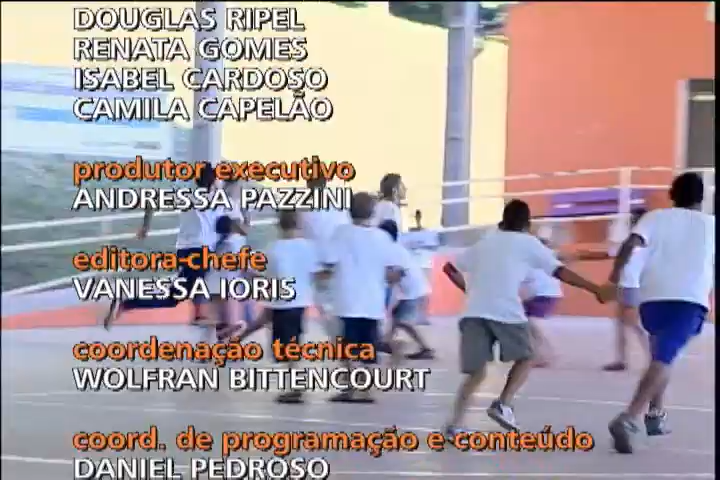 DOUGLAS RIPEL
RENATA GOMES
ISABEL CARDOSO
CAMILA CAPELÃO
produtor executivo
ANDRESSA PAZZINI
editora-chefe
VANESSA IORIS
coordenação técnica
WOLFRAN BITTENCOURT
coord. de programação e conteúdo
DANIEL PEDROSO